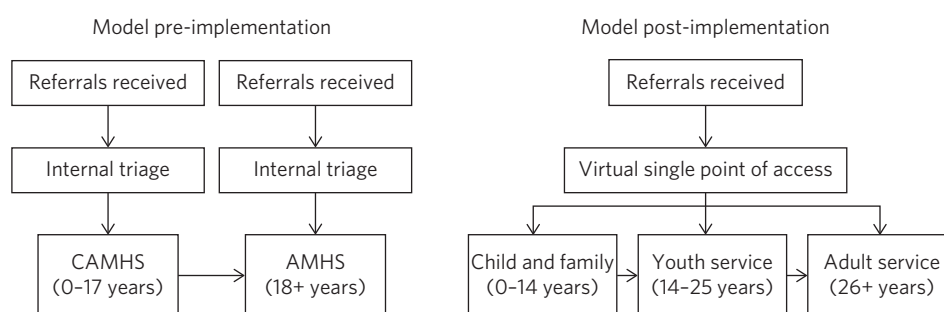 Model pre-implementation
Model post-implementation
Referrals received
Referrals received
Referrals received
Internal triage
Internal triage
Virtual single point of access
CAMHS
(0–17 years)
AMHS
(18+ years)
Child and family
(0–14 years)
Youth service
(14–25 years)
Adult service
(26+ years)